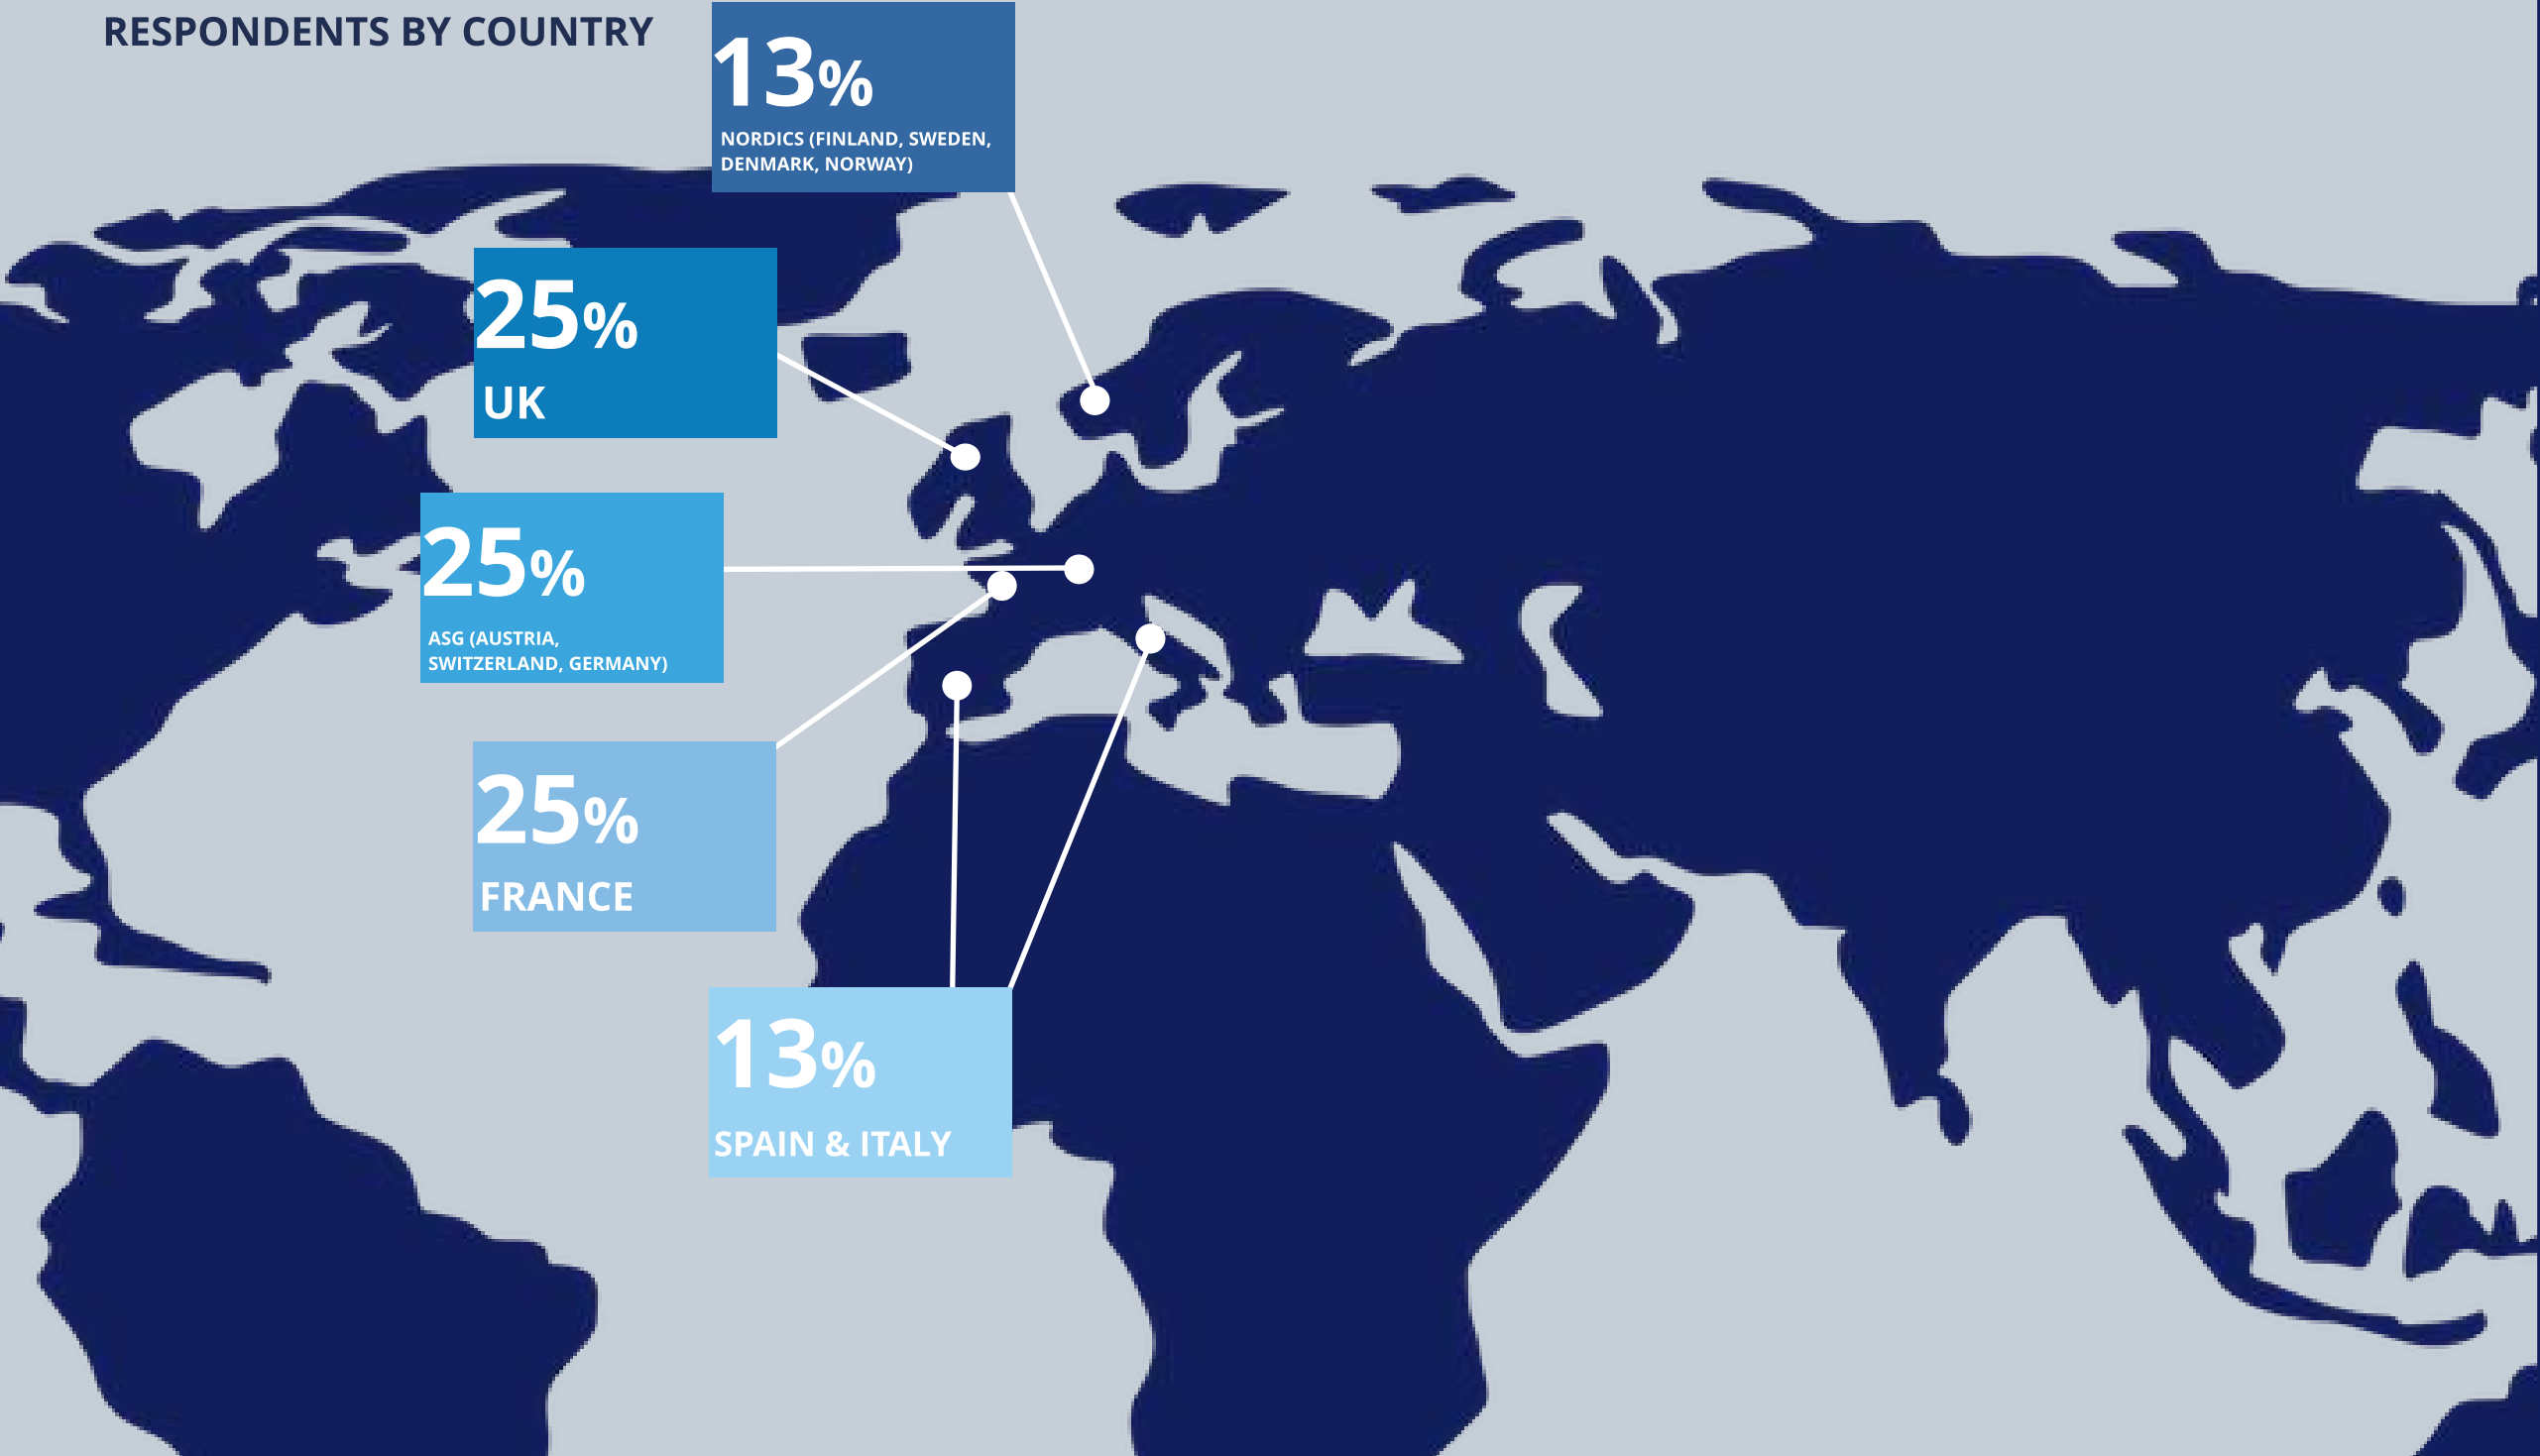 RESPONDENTS BY COUNTRY
13%
NORDICS (FINLAND, SWEDEN,
DENMARK, NORWAY)
25%
UK
25%
ASG (AUSTRIA,
SWITZERLAND, GERMANY)
25%
FRANCE
13%
SPAIN & ITALY